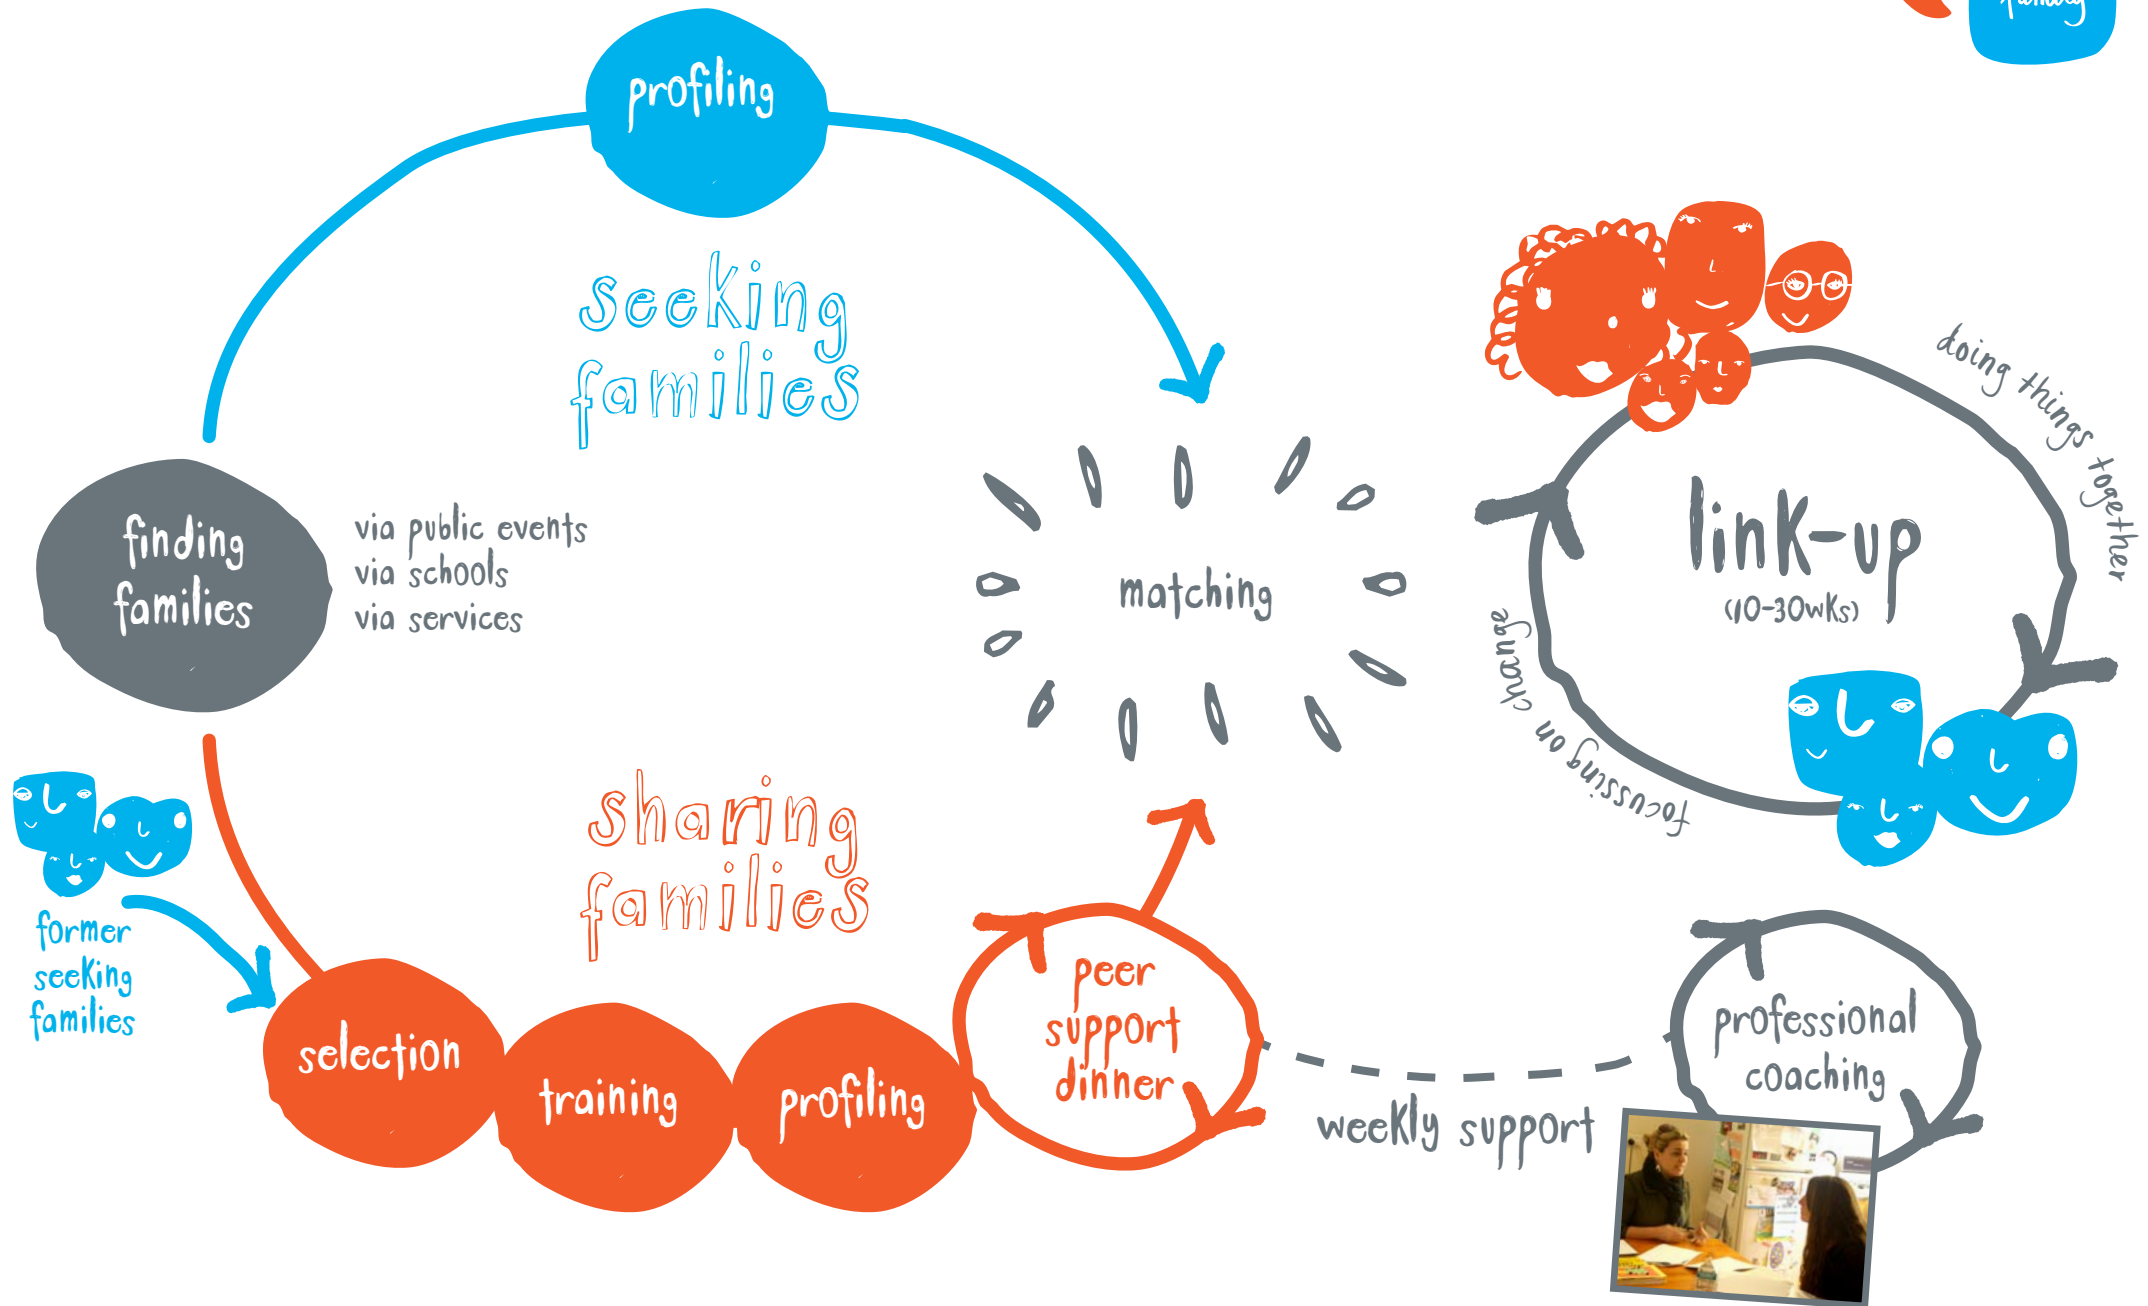 family
profiling
seeking
families
finding
families
via public events
via schools
via services
matching
doing things together
link-up
(10-30wks)
focussing on change
sharing
families
former
seeking
families
selection
training
profiling
peer
support
dinner
weekly support
professional
coaching